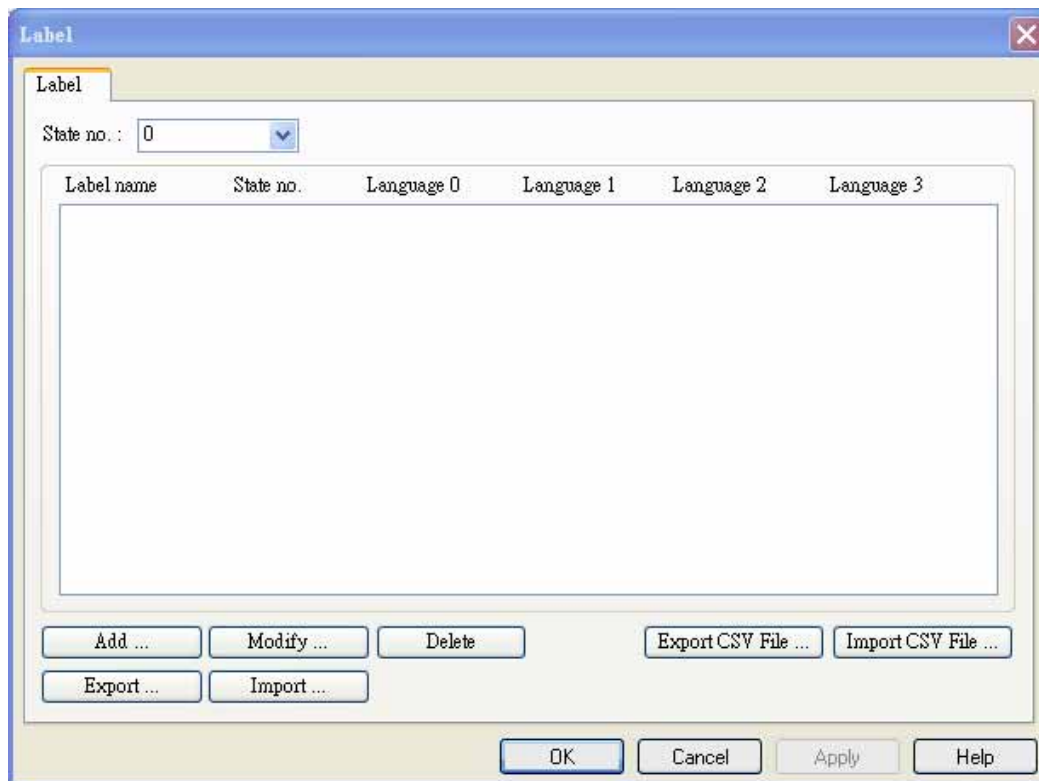 Label
Label
State no. : 0
Label name State no. Language 0 Language 1 Language 2 Language 3
Add ... Modify ... Delete Export CSV File ... Import CSV File ...
Export ... Import ...
OK Cancel Apply Help